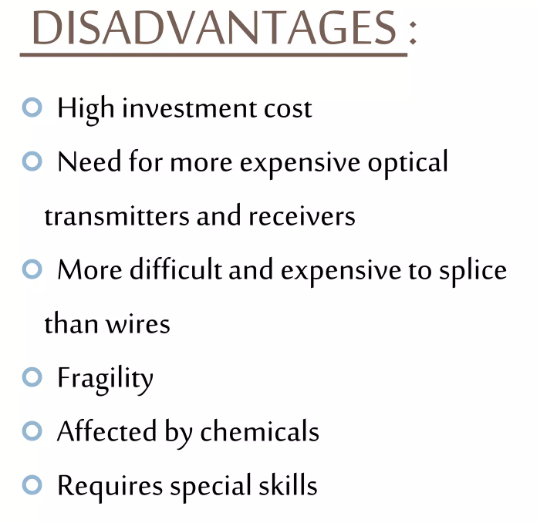 DISADVANTAGES :
High investment cost
Need for more expensive optical
transmitters and receivers
More difficult and expensive to splice
than wires
Fragility
Affected by chemicals
Requires special skills